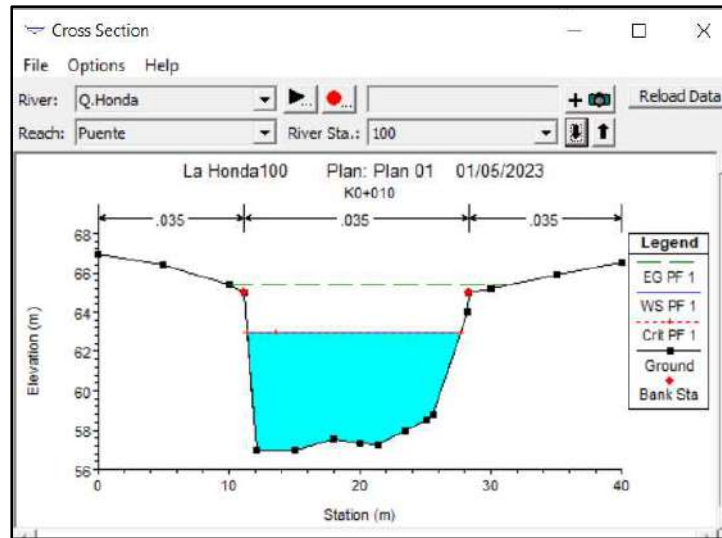 Cross Section
File Options Help
River: Q.Honda Reload Data
Reach: Puente River Sta.: 100
La Honda100 Plan: Plan 01 01/05/2023
K0+010
.035 .035 .035
68
66
64
62
60
58
56
0 10 20 30 40
Elevation (m)
Station (m)
Legend
EG PF 1
WS PF 1
Crit PF 1
Ground
Bank Sta